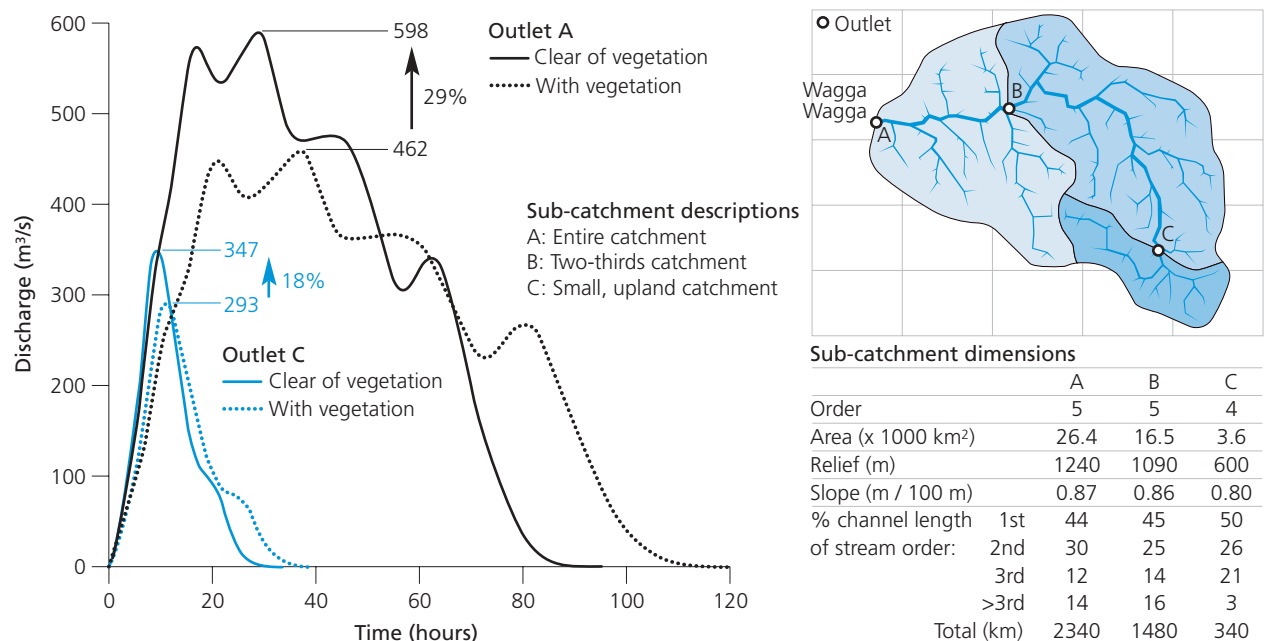 600
500
400
300
200
100
0
Discharge (m³/s)
0 20 40 60 80 100 120
Time (hours)
598
29%
462
347
18%
293
Outlet A
Clear of vegetation
With vegetation
Outlet C
Clear of vegetation
With vegetation
Sub-catchment descriptions
A: Entire catchment
B: Two-thirds catchment
C: Small, upland catchment
Outlet
Wagga
Wagga
A
B
C
Sub-catchment dimensions
A B C
Order 5 5 4
Area (x 1000 km²) 26.4 16.5 3.6
Relief (m) 1240 1090 600
Slope (m / 100 m) 0.87 0.86 0.80
% channel length 1st 44 45 50
of stream order: 2nd 30 25 26
3rd 12 14 21
>3rd 14 16 3
Total (km) 2340 1480 340